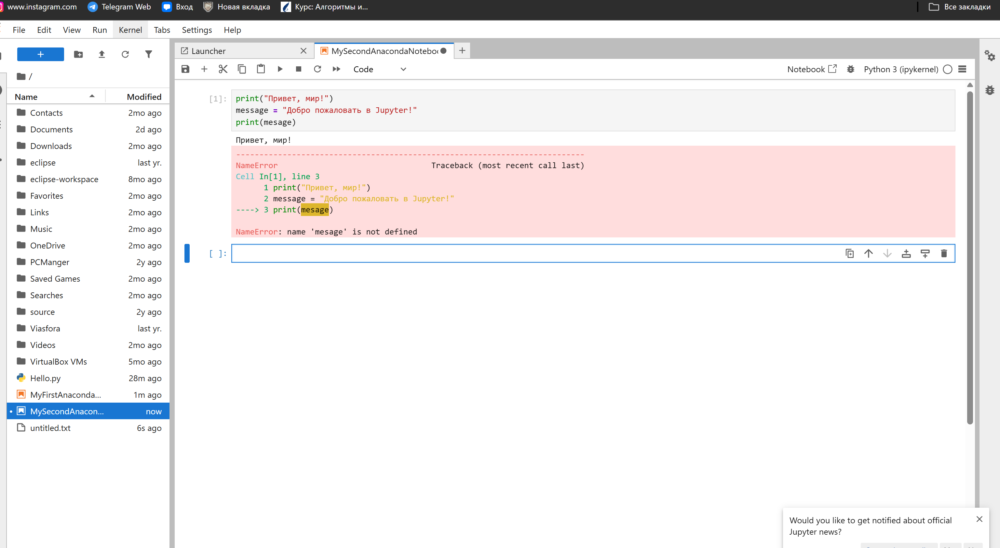 www.instagram.com Telegram Web Вход Новая вкладка Курс: Алгоритмы и... Все закладки
File Edit View Run Kernel Tabs Settings Help
Launcher MySecondAnacondaNoteboo
Code Notebook Python 3 (ipykernel)
/
Name Modified
Contacts 2mo ago
Documents 2d ago
Downloads 2mo ago
eclipse last yr.
eclipse-workspace 8mo ago
Favorites 2mo ago
Links 2mo ago
Music 2mo ago
OneDrive 2mo ago
PCManger 2y ago
Saved Games 2mo ago
Searches 2mo ago
source 2y ago
Viasfora last yr.
Videos 2mo ago
VirtualBox VMs 5mo ago
Hello.py 28m ago
MyFirstAnaconda... 1m ago
MySecondAnacon... now
untitled.txt 6s ago
[1]: print("Привет, мир!")
message = "Добро пожаловать в Jupyter!"
print(mesage)
Привет, мир!
---------------------------------------------------------------------------
NameError Traceback (most recent call last)
Cell In[1], line 3
1 print("Привет, мир!")
2 message = "Добро пожаловать в Jupyter!"
----> 3 print(mesage)
NameError: name 'mesage' is not defined
[ ]:
Would you like to get notified about official
Jupyter news?